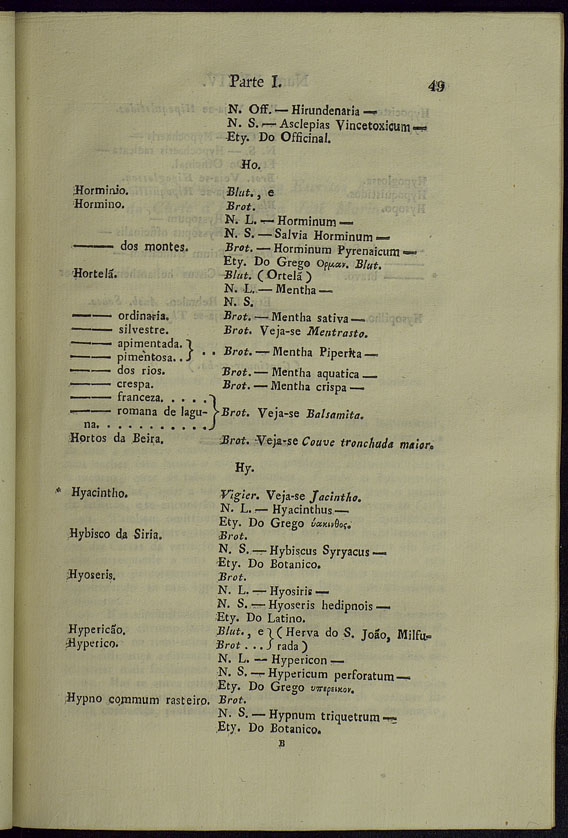 Parte I. 49
N. Off. — Hirundenaria —
N. S. — Asclepias Vincetoxicum —
Ety. Do Officinal.
Ho.
Horminio. Blut., e
Hormino. Brot.
N. L. — Horminum —
N. S. — Salvia Horminum —
—— dos montes. Brot. — Horminum Pyrenaicum —
Ety. Do Grego Ορμαν. Blut.
Hortelã. Blut. (Ortelã)
N. L. — Mentha —
N. S.
—— ordinaria. Brot. — Mentha sativa —
—— silvestre. Brot. Veja-se Mentrasto.
—— apimentada. }
—— pimentosa. . } . . Brot. — Mentha Piperita —
—— dos rios. Brot. — Mentha aquatica —
—— crespa. Brot. — Mentha crispa —
—— franceza. . . . . }
—— romana de lagu- } Brot. Veja-se Balsamita.
na. . . . . . . . . . . }
Hortos da Beira. Brot. Veja-se Couve tronchuda maior.
Hy.
* Hyacintho. Vigier. Veja-se Jacintho.
N. L. — Hyacinthus —
Ety. Do Grego ὑακινθος.
Hybisco da Siria. Brot.
N. S. — Hybiscus Syryacus —
Ety. Do Botanico.
Hyoseris. Brot.
N. L. — Hyosiris —
N. S. — Hyoseris hedipnois —
Ety. Do Latino.
Hypericão. Blut., e } (Herva do S. João, Milfu-
Hyperico. Brot . . . } rada)
N. L. — Hypericon —
N. S. — Hypericum perforatum —
Ety. Do Grego υπερεικον.
Hypno commum rasteiro. Brot.
N. S. — Hypnum triquetrum —
Ety. Do Botanico.
B